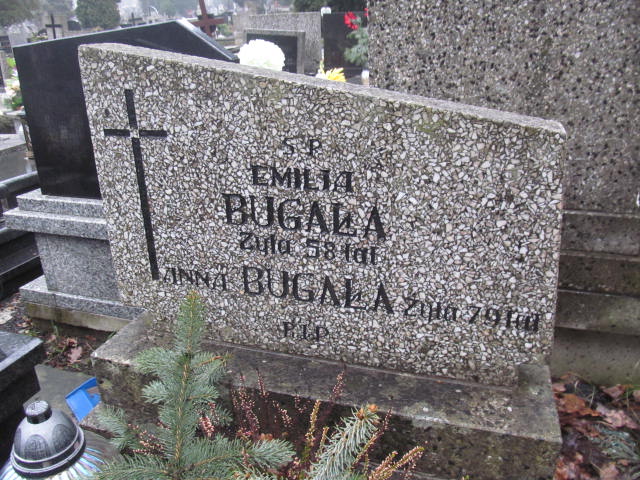 Ś.P.
EMILIA
BUGAŁA
Żyła 58 lat
ANNA BUGAŁA Żyła 79 lat
R.I.P